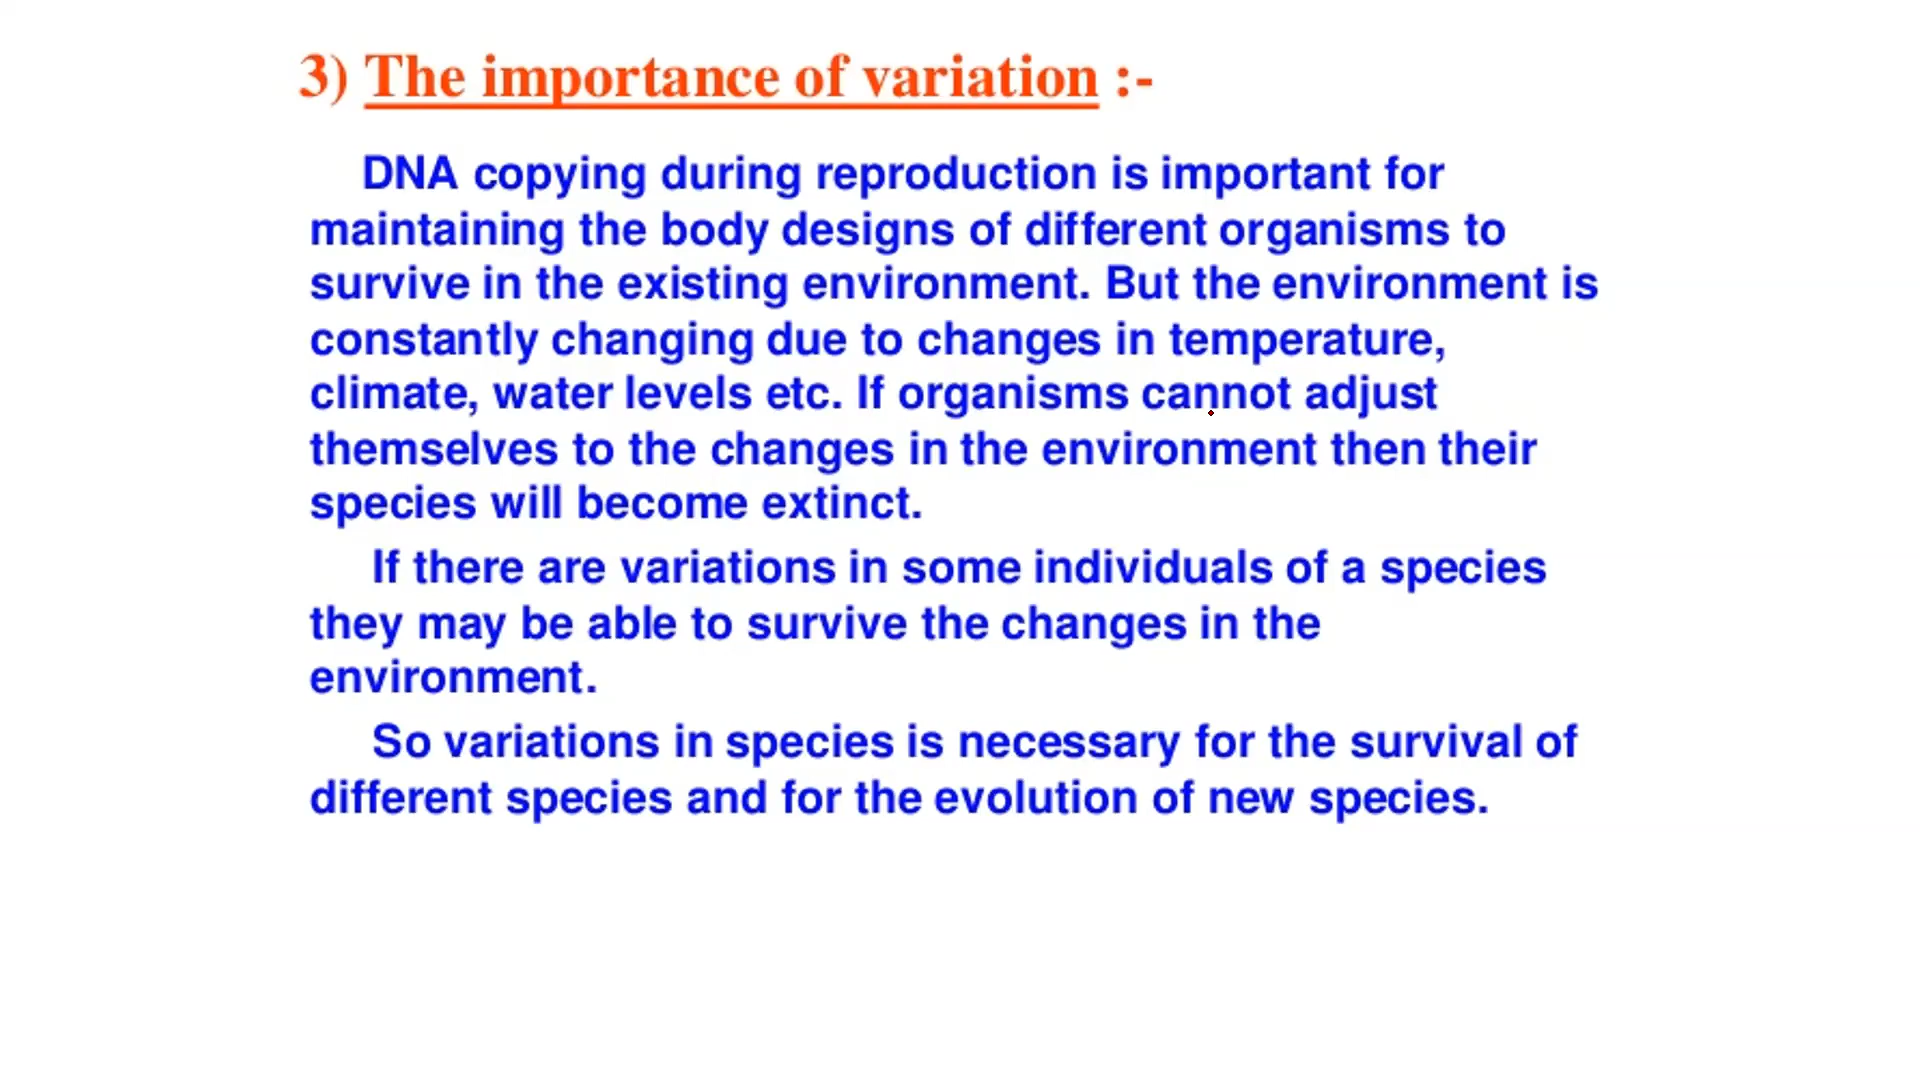 3) The importance of variation :-
DNA copying during reproduction is important for
maintaining the body designs of different organisms to
survive in the existing environment. But the environment is
constantly changing due to changes in temperature,
climate, water levels etc. If organisms cannot adjust
themselves to the changes in the environment then their
species will become extinct.
If there are variations in some individuals of a species
they may be able to survive the changes in the
environment.
So variations in species is necessary for the survival of
different species and for the evolution of new species.